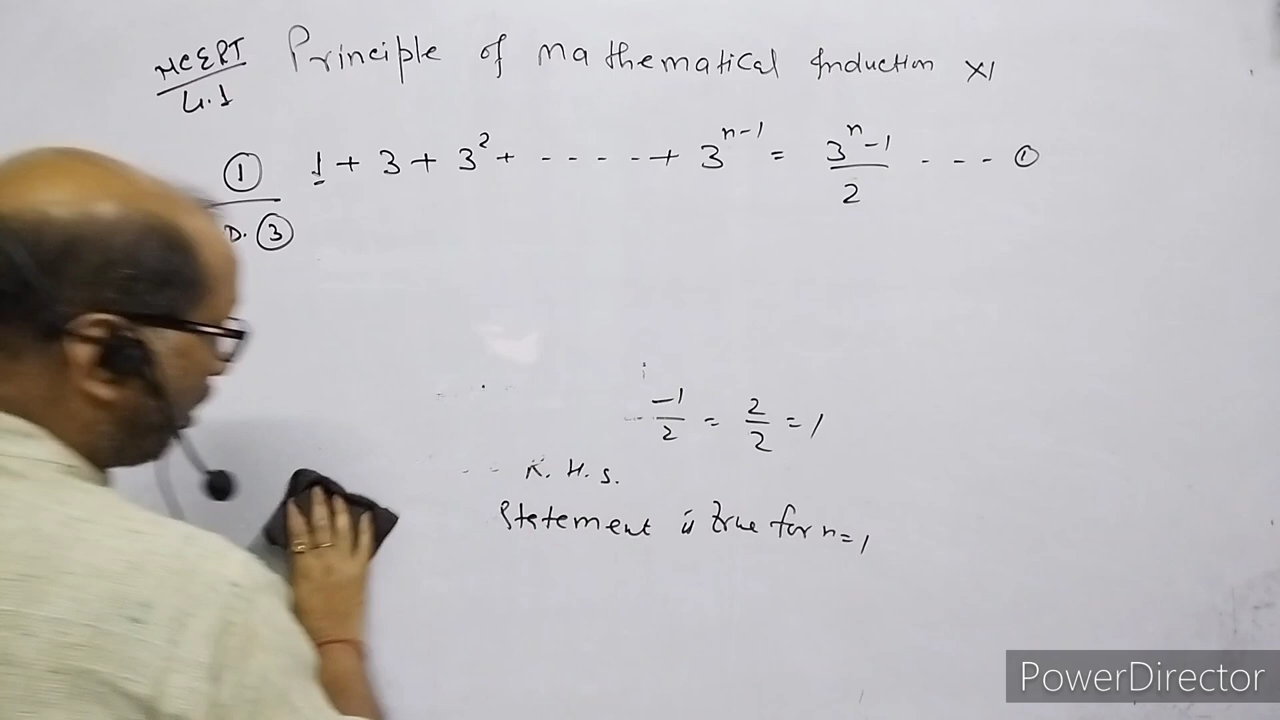 NCERT Principle of Mathematical Induction XI
4.1
① 1 + 3 + 3² + - - - - - + 3ⁿ⁻¹ = 3ⁿ-1/2 - - - ①
D. ③
-1/2 = 2/2 = 1
R. H. S.
Statement is true for n = 1
PowerDirector